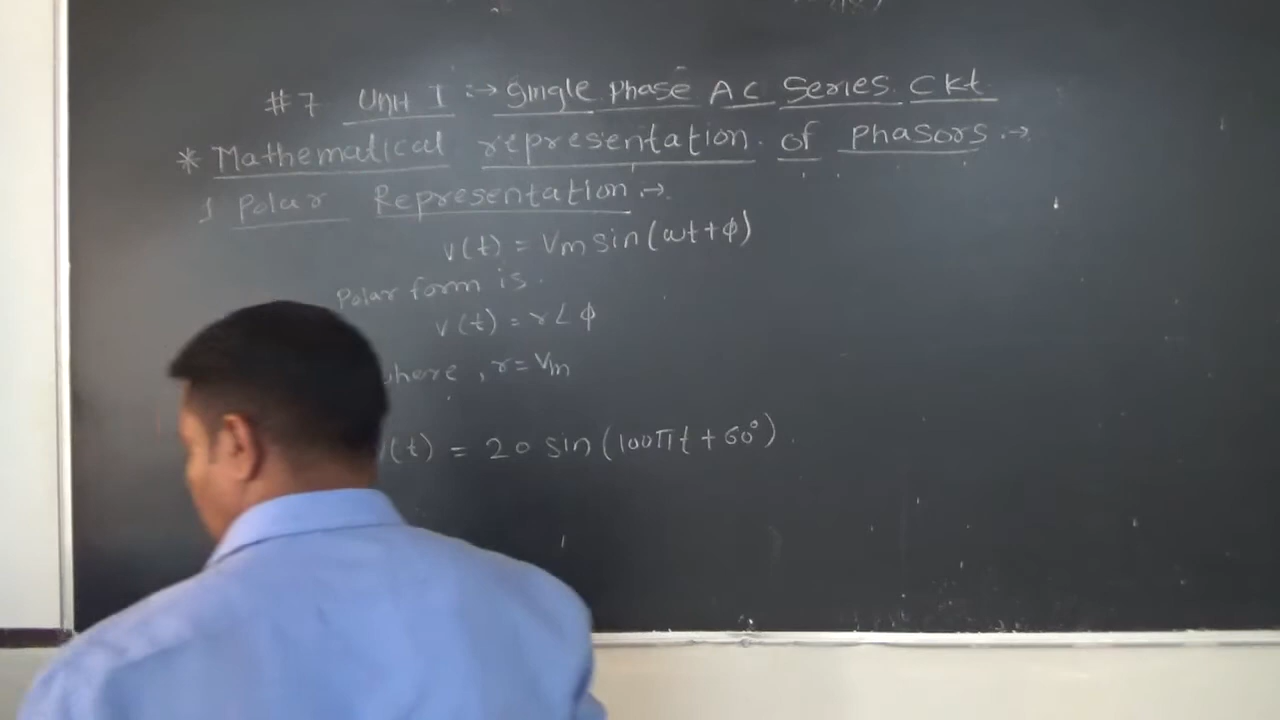 #7 Unit I :→ Single Phase AC Series Ckt
* Mathematical representation of Phasors :→
1 Polar Representation :→
v(t) = Vm sin(ωt+ϕ)
Polar form is.
v(t) = r∠ϕ
where, r = Vm
v(t) = 20 sin(100πt + 60°)